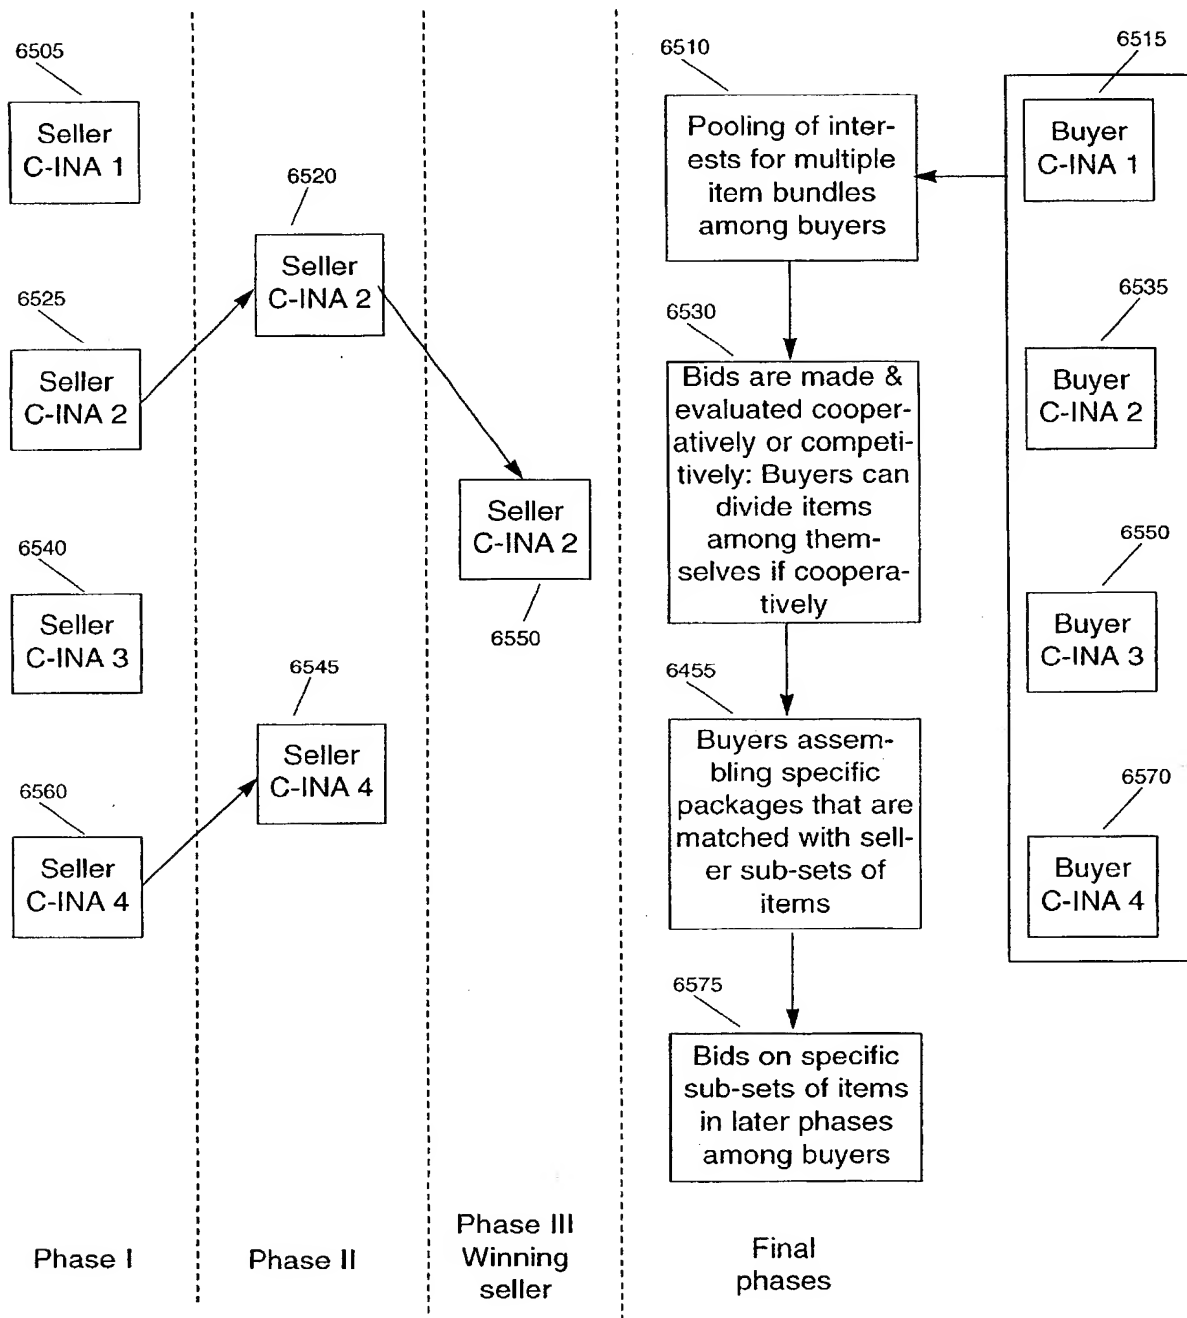 6505
Seller
C-INA 1
6525
Seller
C-INA 2
6540
Seller
C-INA 3
6560
Seller
C-INA 4
Phase I
6520
Seller
C-INA 2
6545
Seller
C-INA 4
Phase II
Seller
C-INA 2
6550
Phase III
Winning
seller
6510
Pooling of inter-
ests for multiple
item bundles
among buyers
6530
Bids are made &
evaluated cooper-
atively or competi-
tively: Buyers can
divide items
among them-
selves if coopera-
tively
6455
Buyers assem-
bling specific
packages that are
matched with sell-
er sub-sets of
items
6575
Bids on specific
sub-sets of items
in later phases
among buyers
Final
phases
6515
Buyer
C-INA 1
6535
Buyer
C-INA 2
6550
Buyer
C-INA 3
6570
Buyer
C-INA 4